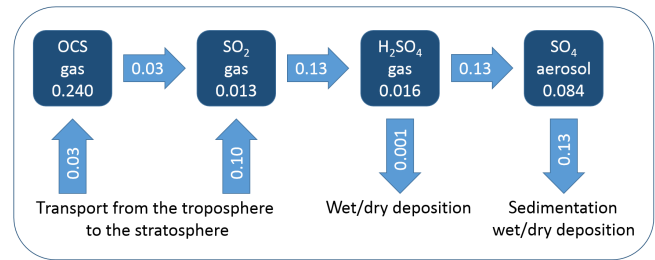 OCS
gas
0.240
0.03
SO₂
gas
0.013
0.13
H₂SO₄
gas
0.016
0.13
SO₄
aerosol
0.084
0.03
0.10
0.001
0.13
Transport from the troposphere
to the stratosphere
Wet/dry deposition
Sedimentation
wet/dry deposition